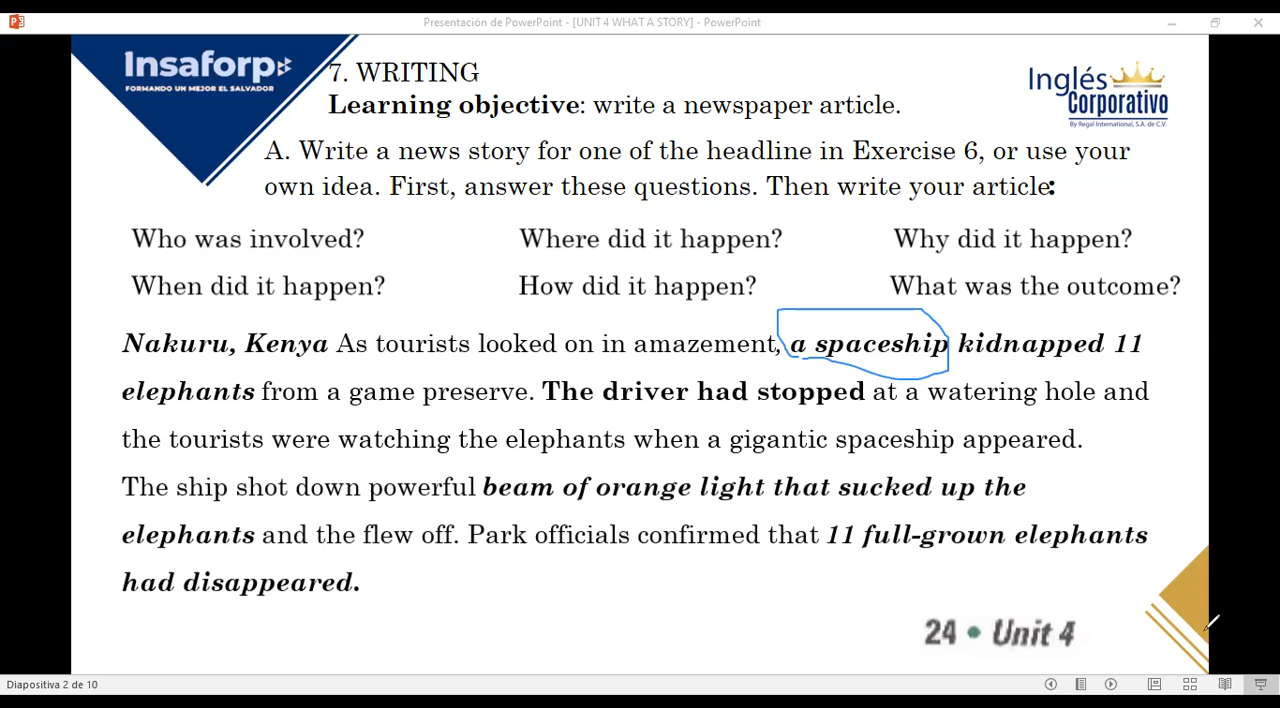 Presentación de PowerPoint - [UNIT 4 WHAT A STORY] - PowerPoint
Insaforp
FORMANDO UN MEJOR EL SALVADOR
Inglés
Corporativo
By Regal International, S.A. de C.V.
7. WRITING
Learning objective: write a newspaper article.
A. Write a news story for one of the headline in Exercise 6, or use your
own idea. First, answer these questions. Then write your article:
Who was involved? Where did it happen? Why did it happen?
When did it happen? How did it happen? What was the outcome?
Nakuru, Kenya As tourists looked on in amazement, a spaceship kidnapped 11
elephants from a game preserve. The driver had stopped at a watering hole and
the tourists were watching the elephants when a gigantic spaceship appeared.
The ship shot down powerful beam of orange light that sucked up the
elephants and the flew off. Park officials confirmed that 11 full-grown elephants
had disappeared.
24 • Unit 4
Diapositiva 2 de 10